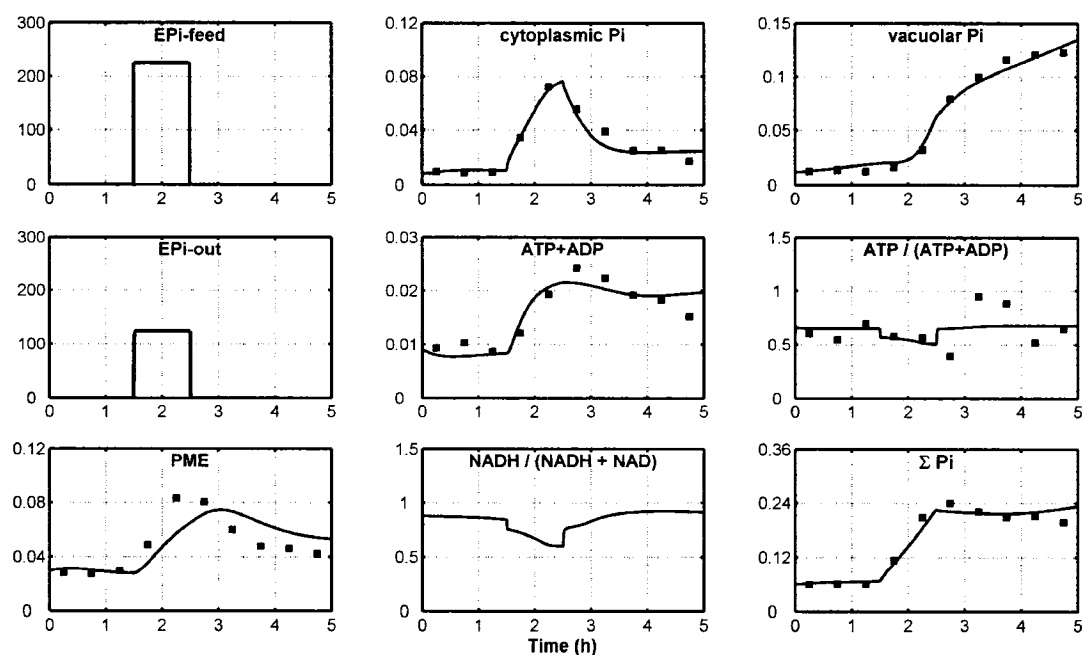 EPi-feed
300
200
100
0
0 1 2 3 4 5
cytoplasmic Pi
0.12
0.08
0.04
0
0 1 2 3 4 5
vacuolar Pi
0.15
0.1
0.05
0
0 1 2 3 4 5
EPi-out
300
200
100
0
0 1 2 3 4 5
ATP+ADP
0.03
0.02
0.01
0
0 1 2 3 4 5
ATP / (ATP+ADP)
1.5
1
0.5
0
0 1 2 3 4 5
PME
0.12
0.08
0.04
0
0 1 2 3 4 5
NADH / (NADH + NAD)
1.5
1
0.5
0
0 1 2 3 4 5
Σ Pi
0.36
0.24
0.12
0
0 1 2 3 4 5
Time (h)